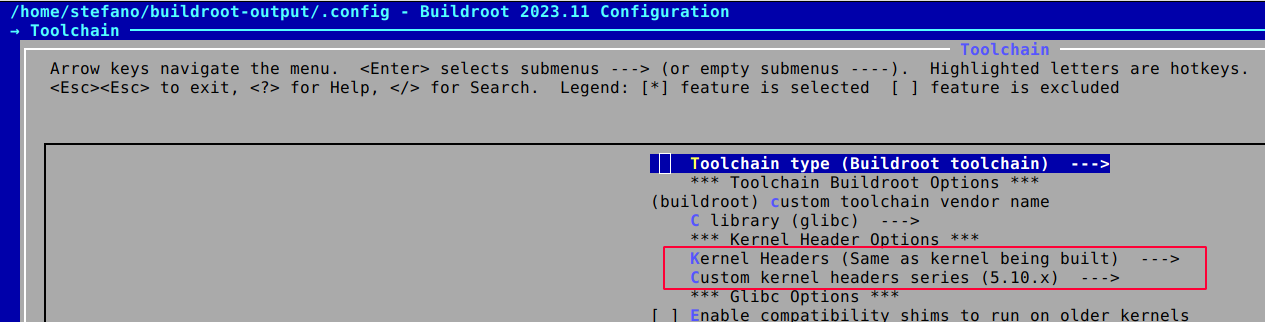 /home/stefano/buildroot-output/.config - Buildroot 2023.11 Configuration
→ Toolchain
Toolchain
Arrow keys navigate the menu.  <Enter> selects submenus ---> (or empty submenus ----).  Highlighted letters are hotkeys.
<Esc><Esc> to exit, <?> for Help, </> for Search.  Legend: [*] feature is selected  [ ] feature is excluded
Toolchain type (Buildroot toolchain)  --->
*** Toolchain Buildroot Options ***
(buildroot) custom toolchain vendor name
C library (glibc)  --->
*** Kernel Header Options ***
Kernel Headers (Same as kernel being built)  --->
Custom kernel headers series (5.10.x)  --->
*** Glibc Options ***
[ ] Enable compatibility shims to run on older kernels